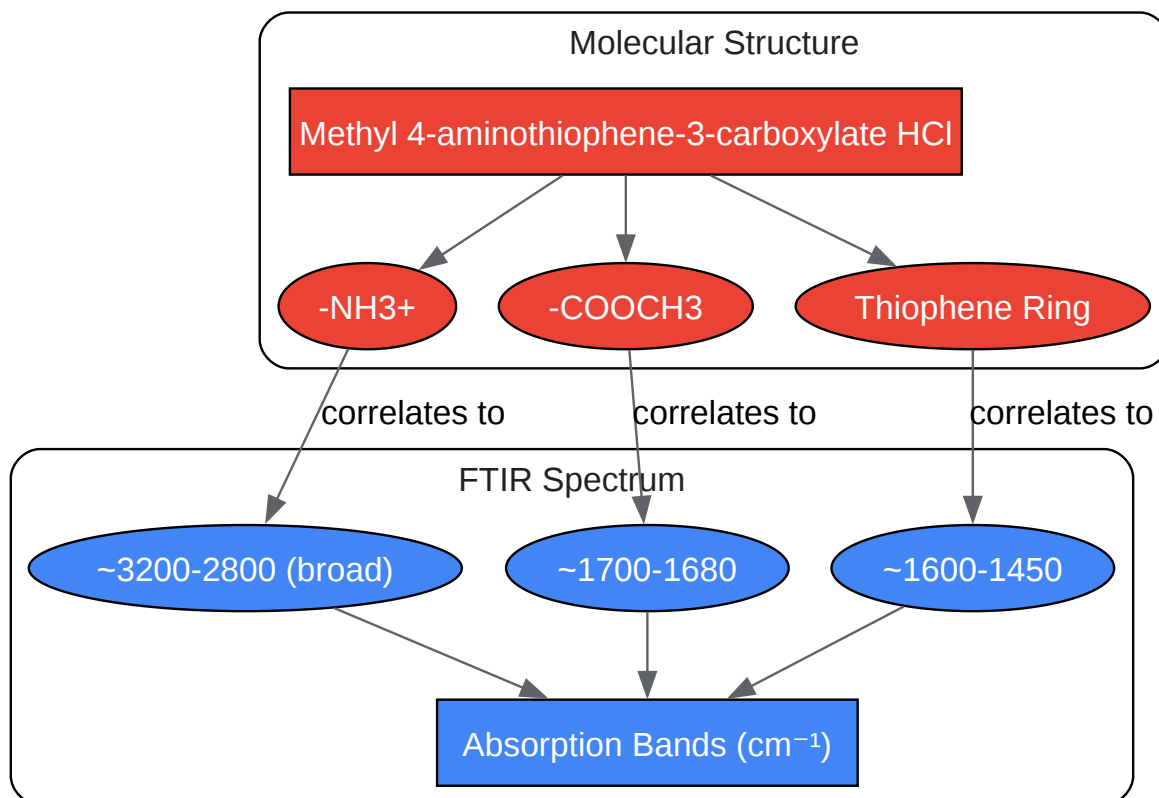 Molecular Structure
Methyl 4-aminothiophene-3-carboxylate HCl
-NH3+
-COOCH3
Thiophene Ring
correlates to
correlates to
correlates to
FTIR Spectrum
~3200-2800 (broad)
~1700-1680
~1600-1450
Absorption Bands (cm⁻¹)